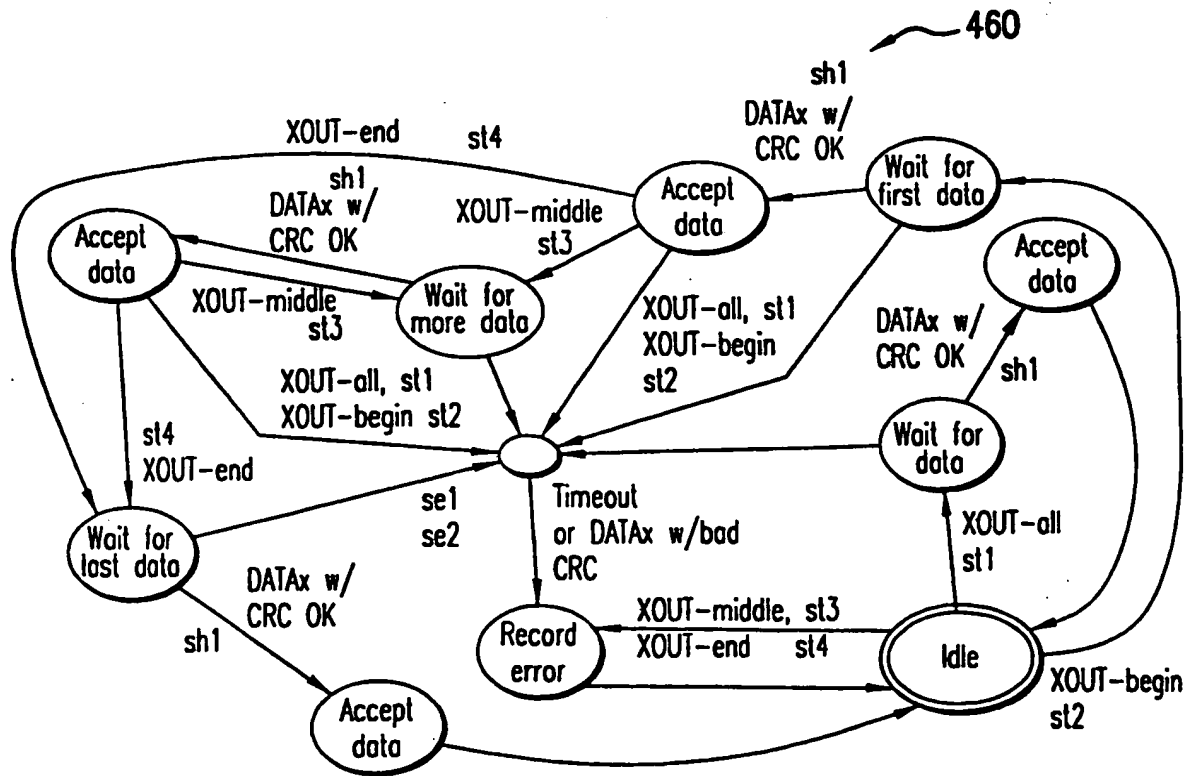 460
sh1
DATAx w/
CRC OK
XOUT-end st4
Wait for
first data
Accept
data
sh1
DATAx w/
CRC OK
XOUT-middle
st3
Accept
data
Accept
data
XOUT-middle
st3
Wait for
more data
XOUT-all, st1
XOUT-begin
st2
DATAx w/
CRC OK
sh1
XOUT-all, st1
XOUT-begin st2
Wait for
data
st4
XOUT-end
se1
se2
Timeout
or DATAx w/bad
CRC
XOUT-all
st1
Wait for
last data
DATAx w/
CRC OK
sh1
Record
error
XOUT-middle, st3
XOUT-end st4
Idle
XOUT-begin
st2
Accept
data